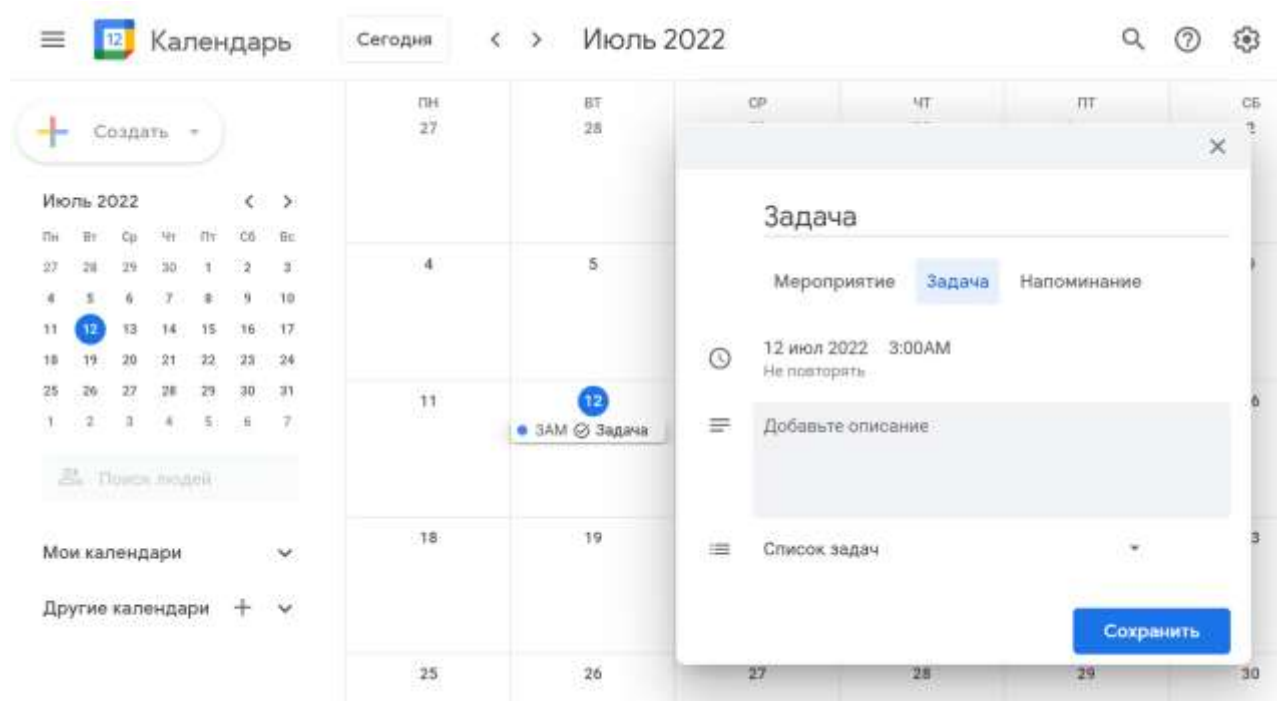 12 Календарь Сегодня < > Июль 2022
Создать
Июль 2022 < >
Пн Вт Ср Чт Пт Сб Вс
27 28 29 30 1 2 3
4 5 6 7 8 9 10
11 12 13 14 15 16 17
18 19 20 21 22 23 24
25 26 27 28 29 30 31
1 2 3 4 5 6 7
Поиск людей
Мои календари
Другие календари +
ПН ВТ СР ЧТ ПТ СБ
27 28 2
4 5
11 12
3AM Задача
18 19
25 26 27 28 29 30
Задача
Мероприятие Задача Напоминание
12 июл 2022 3:00AM
Не повторять
Добавьте описание
Список задач
Сохранить